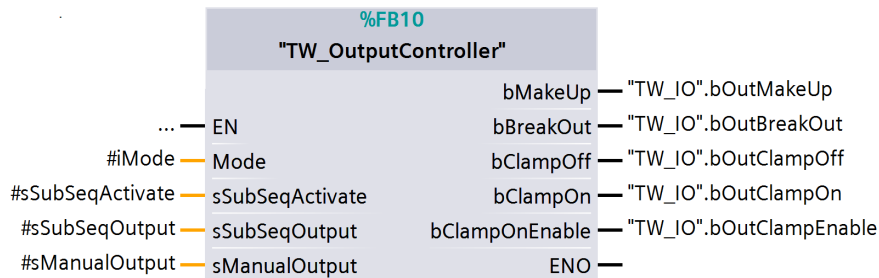 %FB10
"TW_OutputController"
bMakeUp "TW_IO".bOutMakeUp
... EN bBreakOut "TW_IO".bOutBreakOut
#iMode Mode bClampOff "TW_IO".bOutClampOff
#sSubSeqActivate sSubSeqActivate bClampOn "TW_IO".bOutClampOn
#sSubSeqOutput sSubSeqOutput bClampOnEnable "TW_IO".bOutClampEnable
#sManualOutput sManualOutput ENO